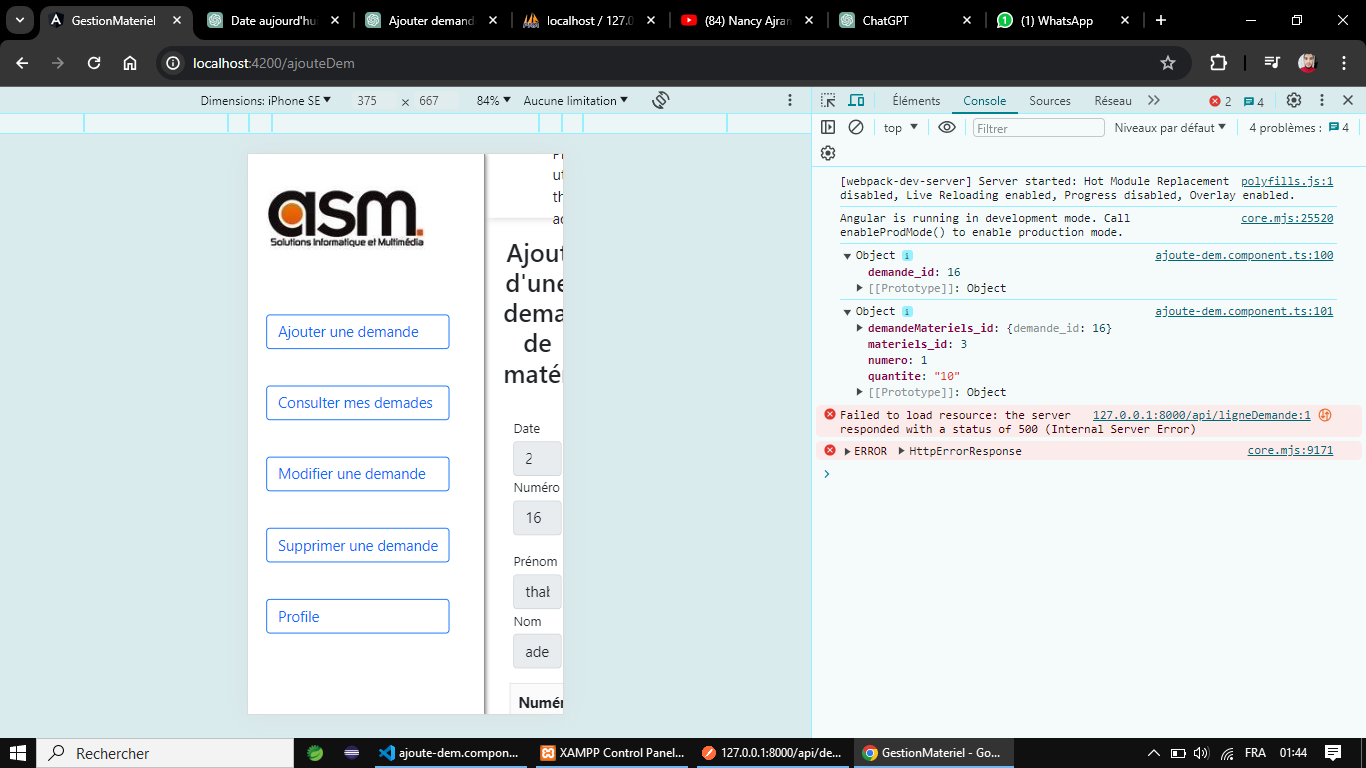 GestionMateriel
Date aujourd'hu
Ajouter demand
localhost / 127.0
(84) Nancy Ajran
ChatGPT
(1) WhatsApp
localhost:4200/ajouteDem
Dimensions: iPhone SE
375
×
667
84%
Aucune limitation
Éléments
Console
Sources
Réseau
2
4
top
Filtrer
Niveaux par défaut
4 problèmes :
4
asm.
Solutions Informatique et Multimédia
Ajouter une demande
Consulter mes demades
Modifier une demande
Supprimer une demande
Profile
Ajout
d'une
dema
de
maté
Date
2
Numéro
16
Prénom
thab
Nom
ade
Numér
[webpack-dev-server] Server started: Hot Module Replacement polyfills.js:1
disabled, Live Reloading enabled, Progress disabled, Overlay enabled.
Angular is running in development mode. Call core.mjs:25520
enableProdMode() to enable production mode.
Object ajoute-dem.component.ts:100
demande_id: 16
[[Prototype]]: Object
Object ajoute-dem.component.ts:101
demandeMateriels_id: {demande_id: 16}
materiels_id: 3
numero: 1
quantite: "10"
[[Prototype]]: Object
Failed to load resource: the server 127.0.0.1:8000/api/ligneDemande:1
responded with a status of 500 (Internal Server Error)
ERROR HttpErrorResponse core.mjs:9171
Rechercher
ajoute-dem.compon...
XAMPP Control Panel...
127.0.0.1:8000/api/de...
GestionMateriel - Go...
FRA
01:44